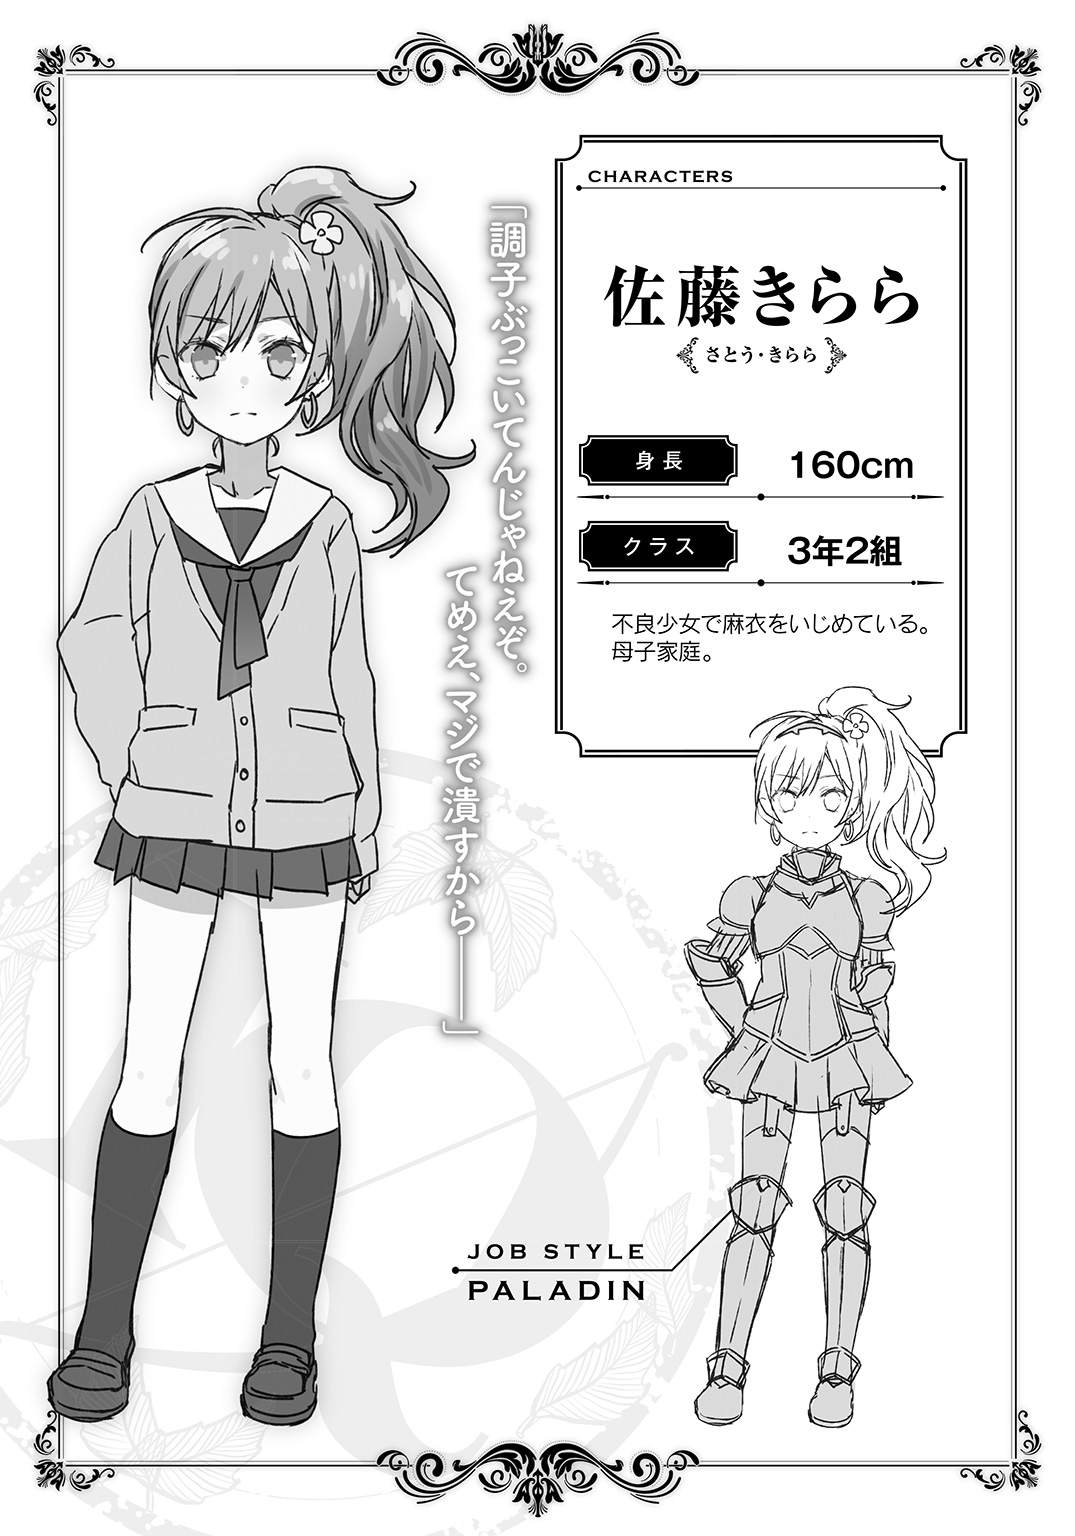 CHARACTERS
佐藤きらら
さとう・きらら
身長
160cm
クラス
3年2組
不良少女で麻衣をいじめている。
母子家庭。
「調子ぶっこいてんじゃねえぞ。
てめぇ、マジで潰すから――」
JOB STYLE
PALADIN